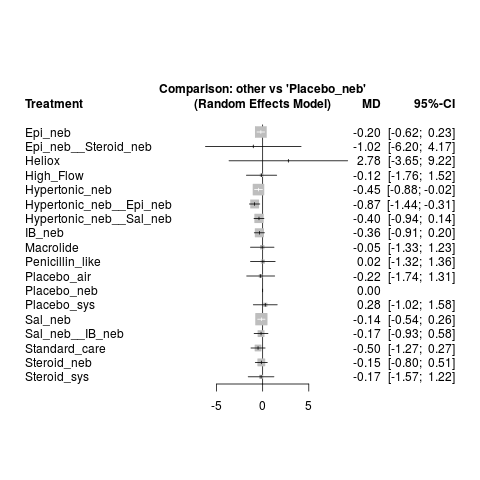 Comparison: other vs 'Placebo_neb'
Treatment (Random Effects Model) MD 95%-CI
Epi_neb -0.20 [-0.62; 0.23]
Epi_neb__Steroid_neb -1.02 [-6.20; 4.17]
Heliox 2.78 [-3.65; 9.22]
High_Flow -0.12 [-1.76; 1.52]
Hypertonic_neb -0.45 [-0.88; -0.02]
Hypertonic_neb__Epi_neb -0.87 [-1.44; -0.31]
Hypertonic_neb__Sal_neb -0.40 [-0.94; 0.14]
IB_neb -0.36 [-0.91; 0.20]
Macrolide -0.05 [-1.33; 1.23]
Penicillin_like 0.02 [-1.32; 1.36]
Placebo_air -0.22 [-1.74; 1.31]
Placebo_neb 0.00
Placebo_sys 0.28 [-1.02; 1.58]
Sal_neb -0.14 [-0.54; 0.26]
Sal_neb__IB_neb -0.17 [-0.93; 0.58]
Standard_care -0.50 [-1.27; 0.27]
Steroid_neb -0.15 [-0.80; 0.51]
Steroid_sys -0.17 [-1.57; 1.22]
-5 0 5